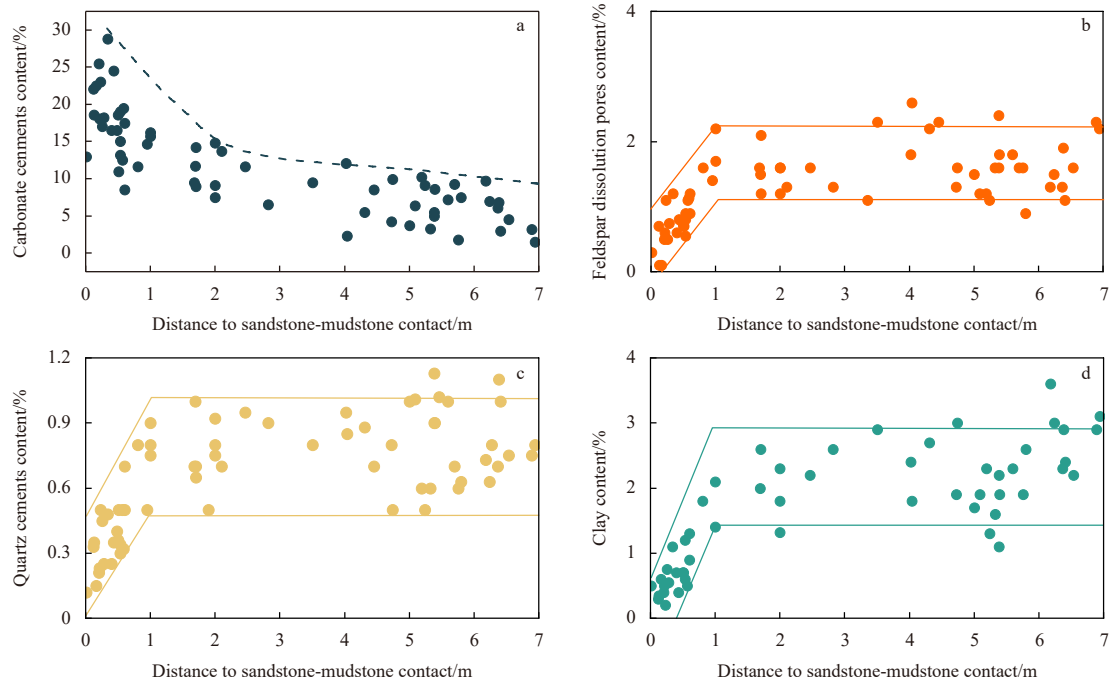 a
Carbonate cenments content/%
30
25
20
15
10
5
0
0 1 2 3 4 5 6 7
Distance to sandstone-mudstone contact/m
b
Feldspar dissolution pores content/%
4
2
0
0 1 2 3 4 5 6 7
Distance to sandstone-mudstone contact/m
c
Quartz cements content/%
1.2
0.9
0.6
0.3
0
0 1 2 3 4 5 6 7
Distance to sandstone-mudstone contact/m
d
Clay content/%
4
3
2
1
0
0 1 2 3 4 5 6 7
Distance to sandstone-mudstone contact/m